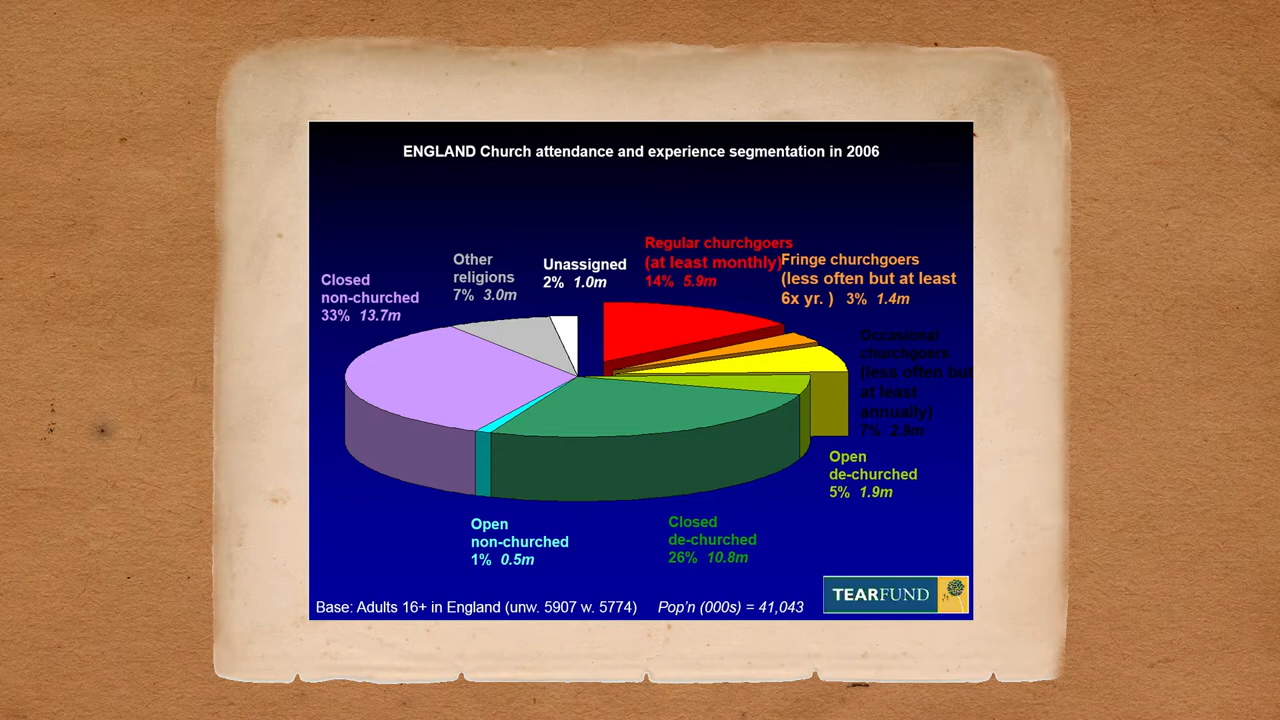 ENGLAND Church attendance and experience segmentation in 2006
Closed
non-churched
33% 13.7m
Other
religions
7% 3.0m
Unassigned
2% 1.0m
Regular churchgoers
(at least monthly)
14% 5.9m
Fringe churchgoers
(less often but at least
6x yr. ) 3% 1.4m
Occasional
churchgoers
(less often but
at least
annually)
7% 2.9m
Open
de-churched
5% 1.9m
Closed
de-churched
26% 10.8m
Open
non-churched
1% 0.5m
Base: Adults 16+ in England (unw. 5907 w. 5774) Pop'n (000s) = 41,043
TEARFUND